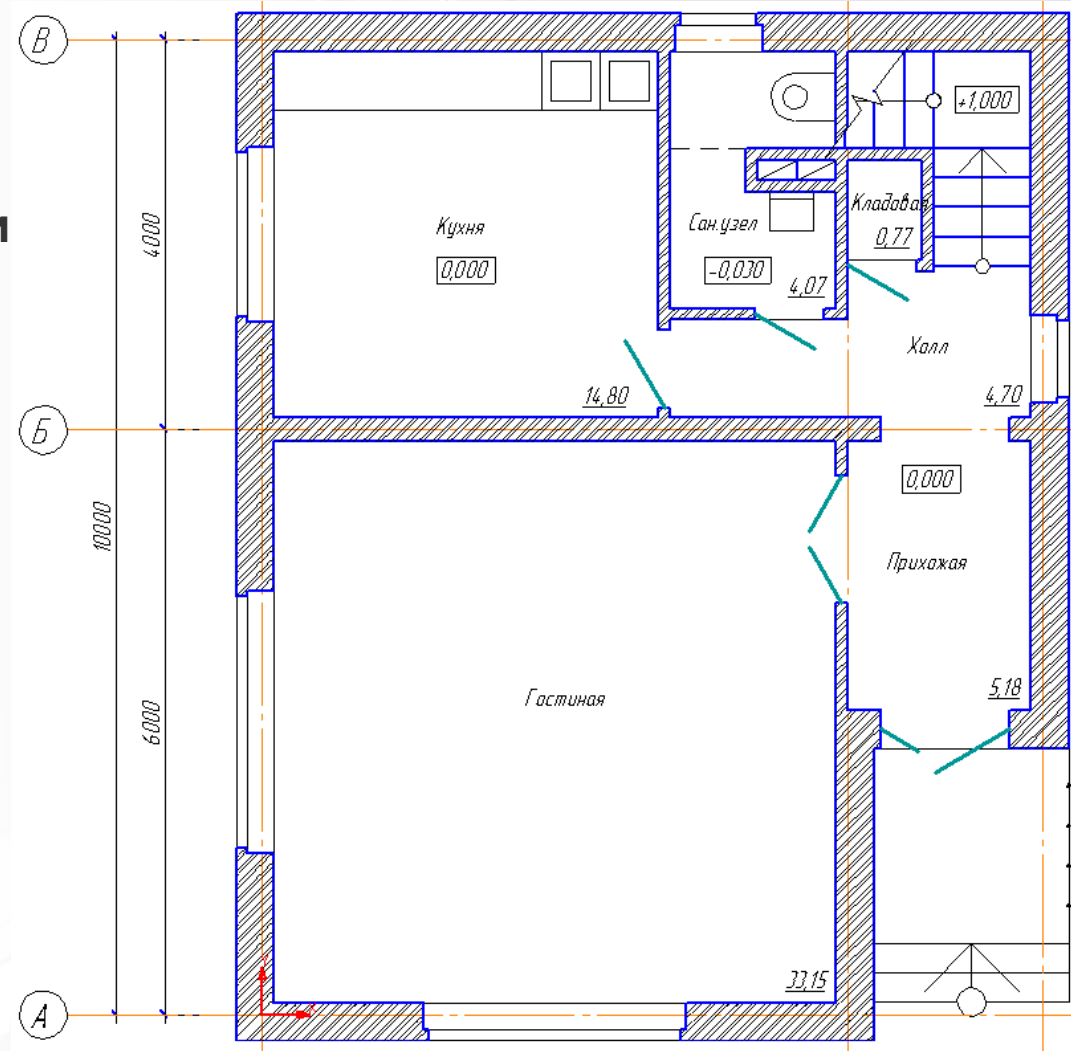 В
+1,000
и
4000
Кухня
0,000
Сан.узел
-0,030
4,07
Кладовая
0,77
Холл
14,80
4,70
Б
10000
0,000
Прихожая
6000
Гостиная
5,18
33,15
Y
X
А